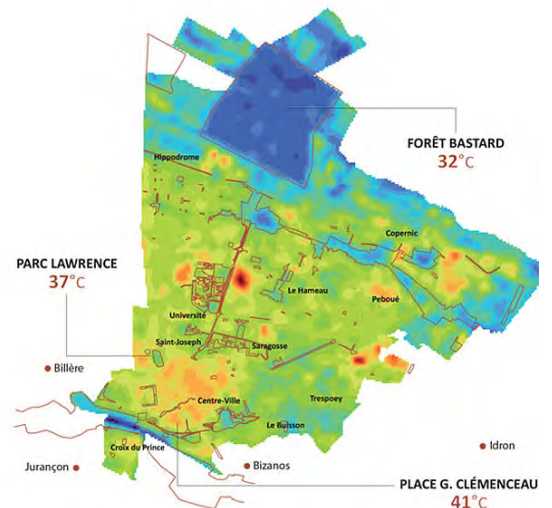 FORÊT BASTARD
32°C
Hippodrome
Copernic
PARC LAWRENCE
37°C
Le Hameau
Peboué
Université
Saint-Joseph
Saragosse
Billère
Centre-Ville
Trespoey
Le Buisson
Croix du Prince
Idron
Jurançon
Bizanos
PLACE G. CLÉMENCEAU
41°C